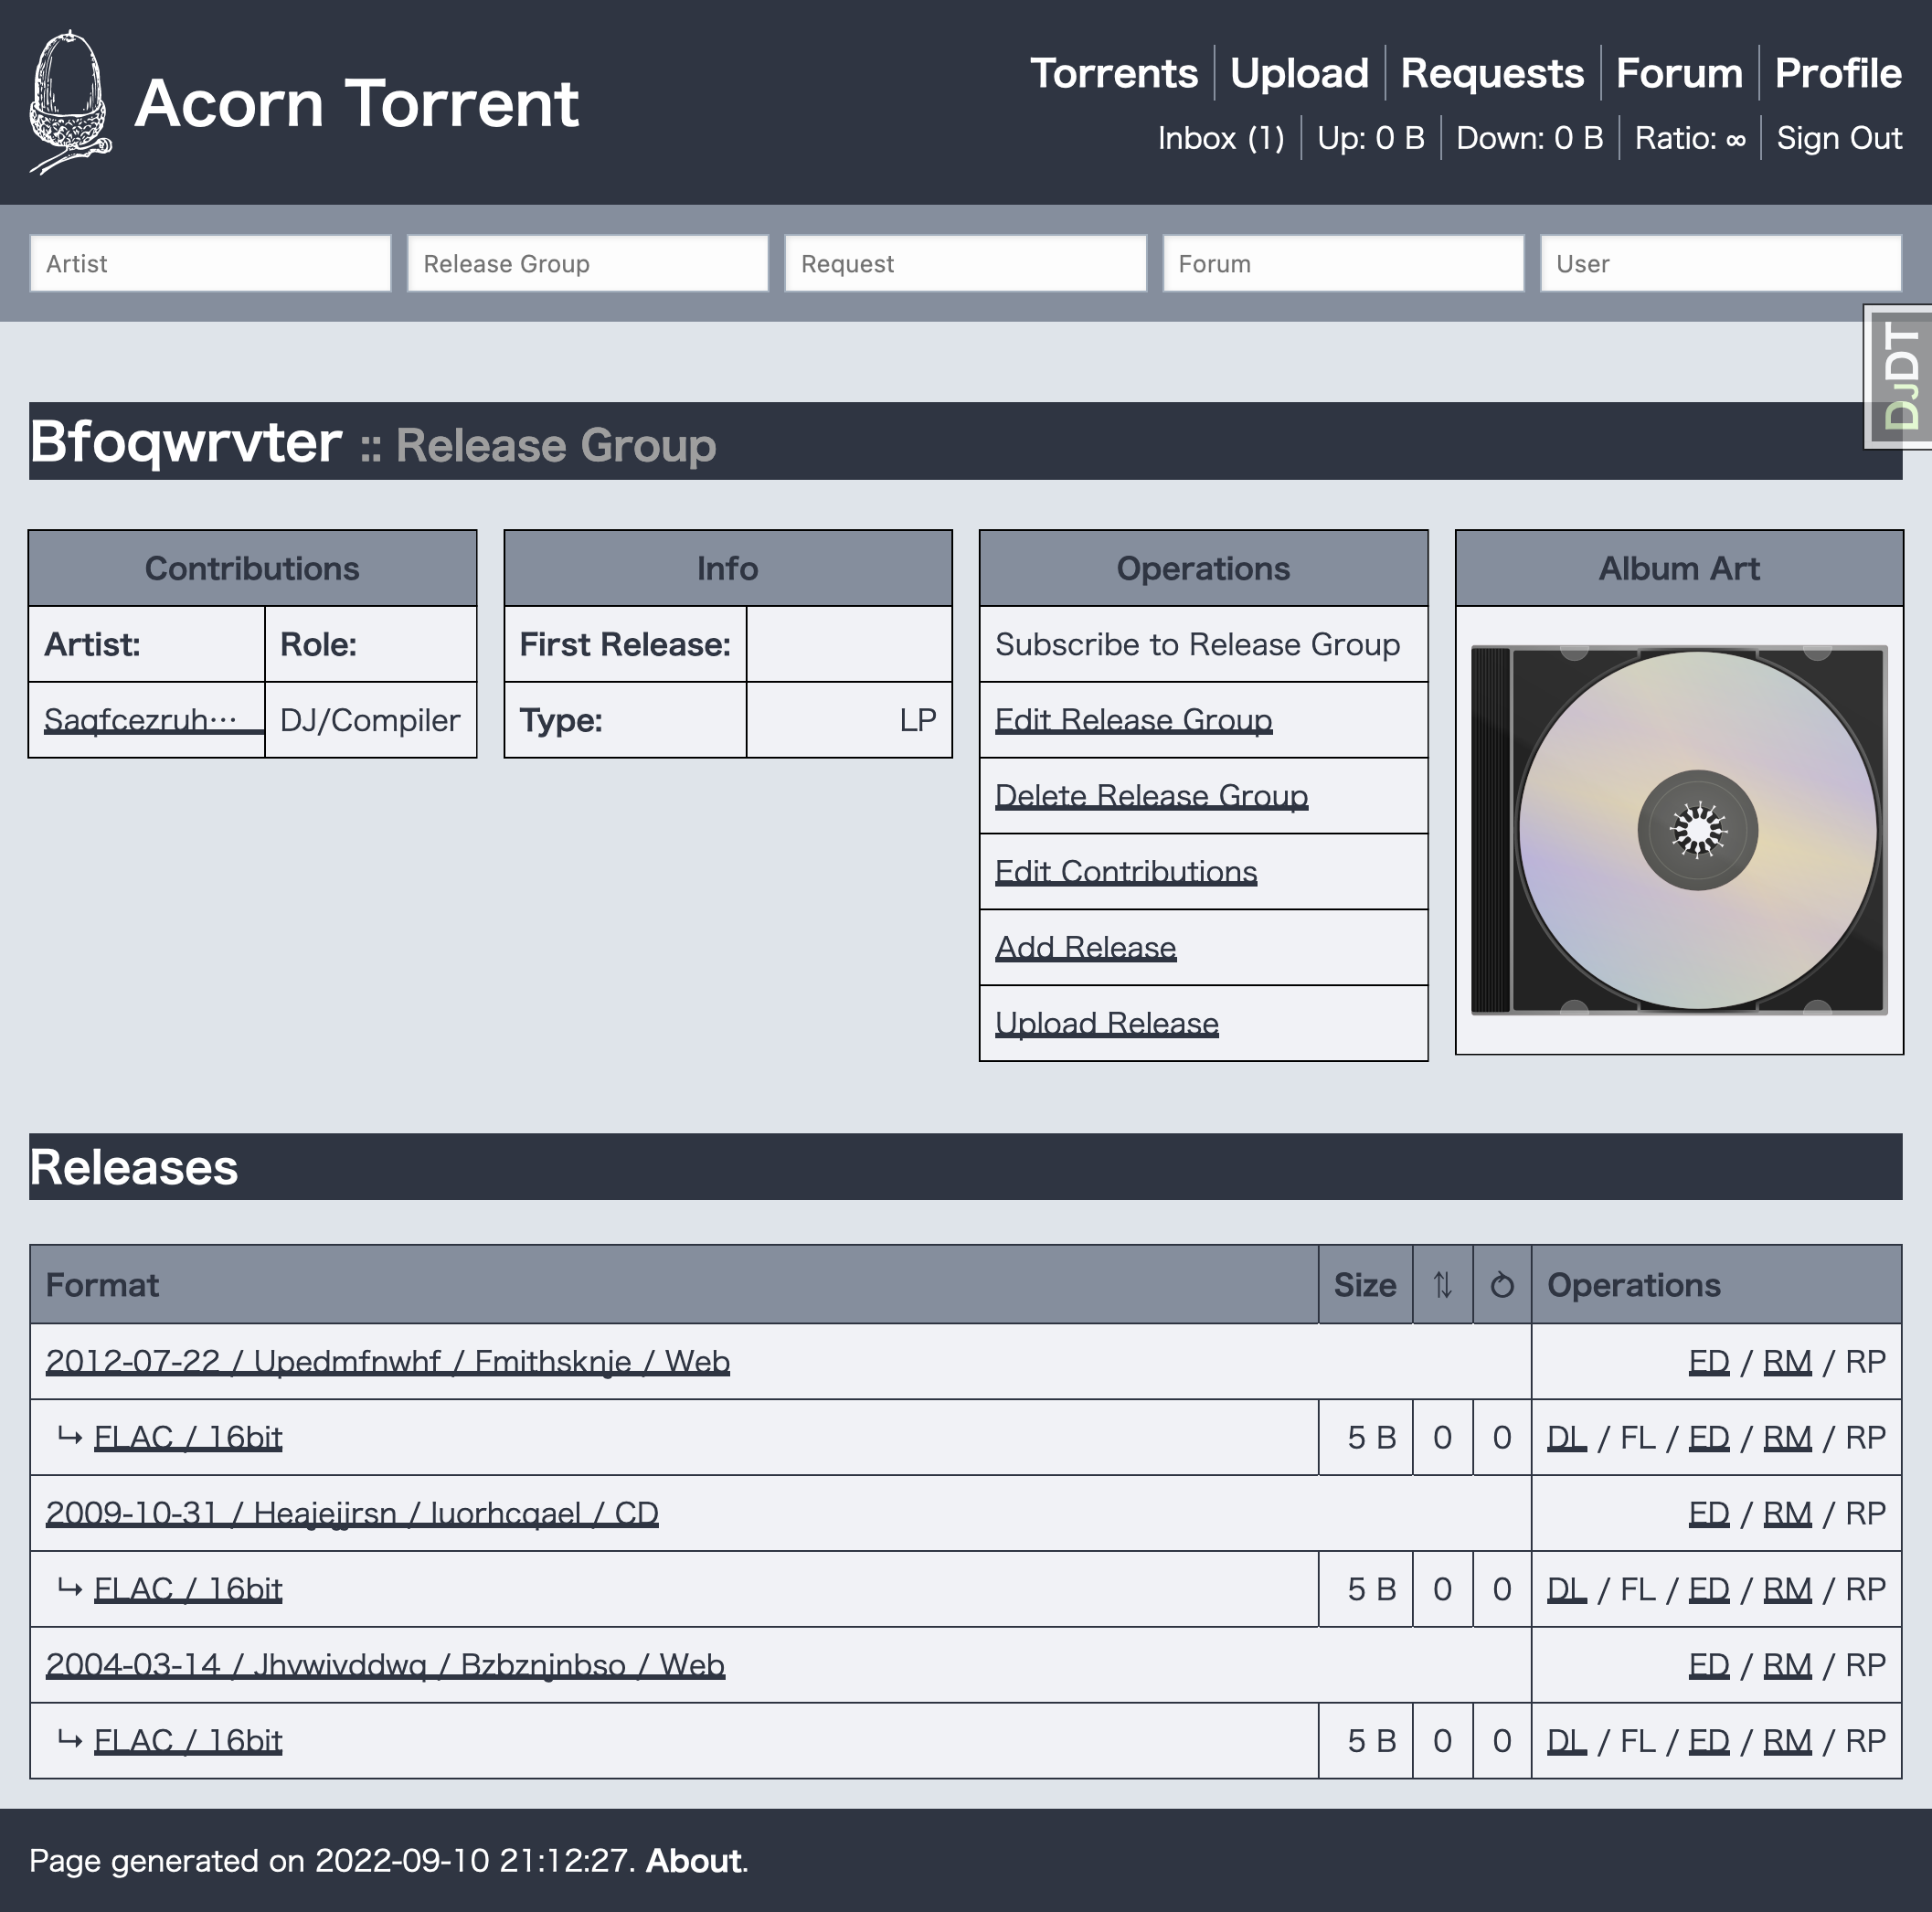 Acorn Torrent
Torrents Upload Requests Forum Profile
Inbox (1) Up: 0 B Down: 0 B Ratio: ∞ Sign Out
Artist Release Group Request Forum User
DJDT
Bfoqwrvter :: Release Group
Contributions
Artist: Role:
Saqfcezruh… DJ/Compiler
Info
First Release:
Type: LP
Operations
Subscribe to Release Group
Edit Release Group
Delete Release Group
Edit Contributions
Add Release
Upload Release
Album Art
Releases
Format Size ⇅ ⥁ Operations
2012-07-22 / Upedmfnwhf / Fmithsknje / Web ED / RM / RP
↳ FLAC / 16bit 5 B 0 0 DL / FL / ED / RM / RP
2009-10-31 / Heajejjrsn / Iuorhcqael / CD ED / RM / RP
↳ FLAC / 16bit 5 B 0 0 DL / FL / ED / RM / RP
2004-03-14 / Jhvwivddwq / Bzbznjnbso / Web ED / RM / RP
↳ FLAC / 16bit 5 B 0 0 DL / FL / ED / RM / RP
Page generated on 2022-09-10 21:12:27. About.